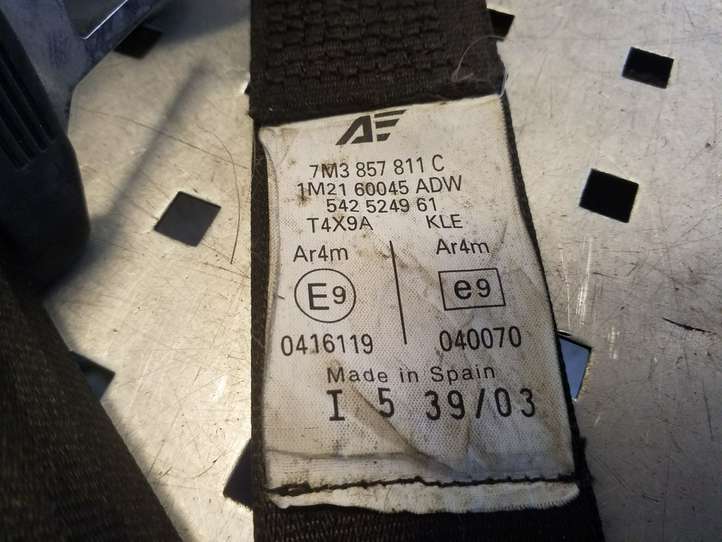 AE
7M3 857 811 C
1M21 60045 ADW
542 5249 61
T4X9A KLE
Ar4m Ar4m
E9 e9
0416119 040070
Made in Spain
I 5 39/03